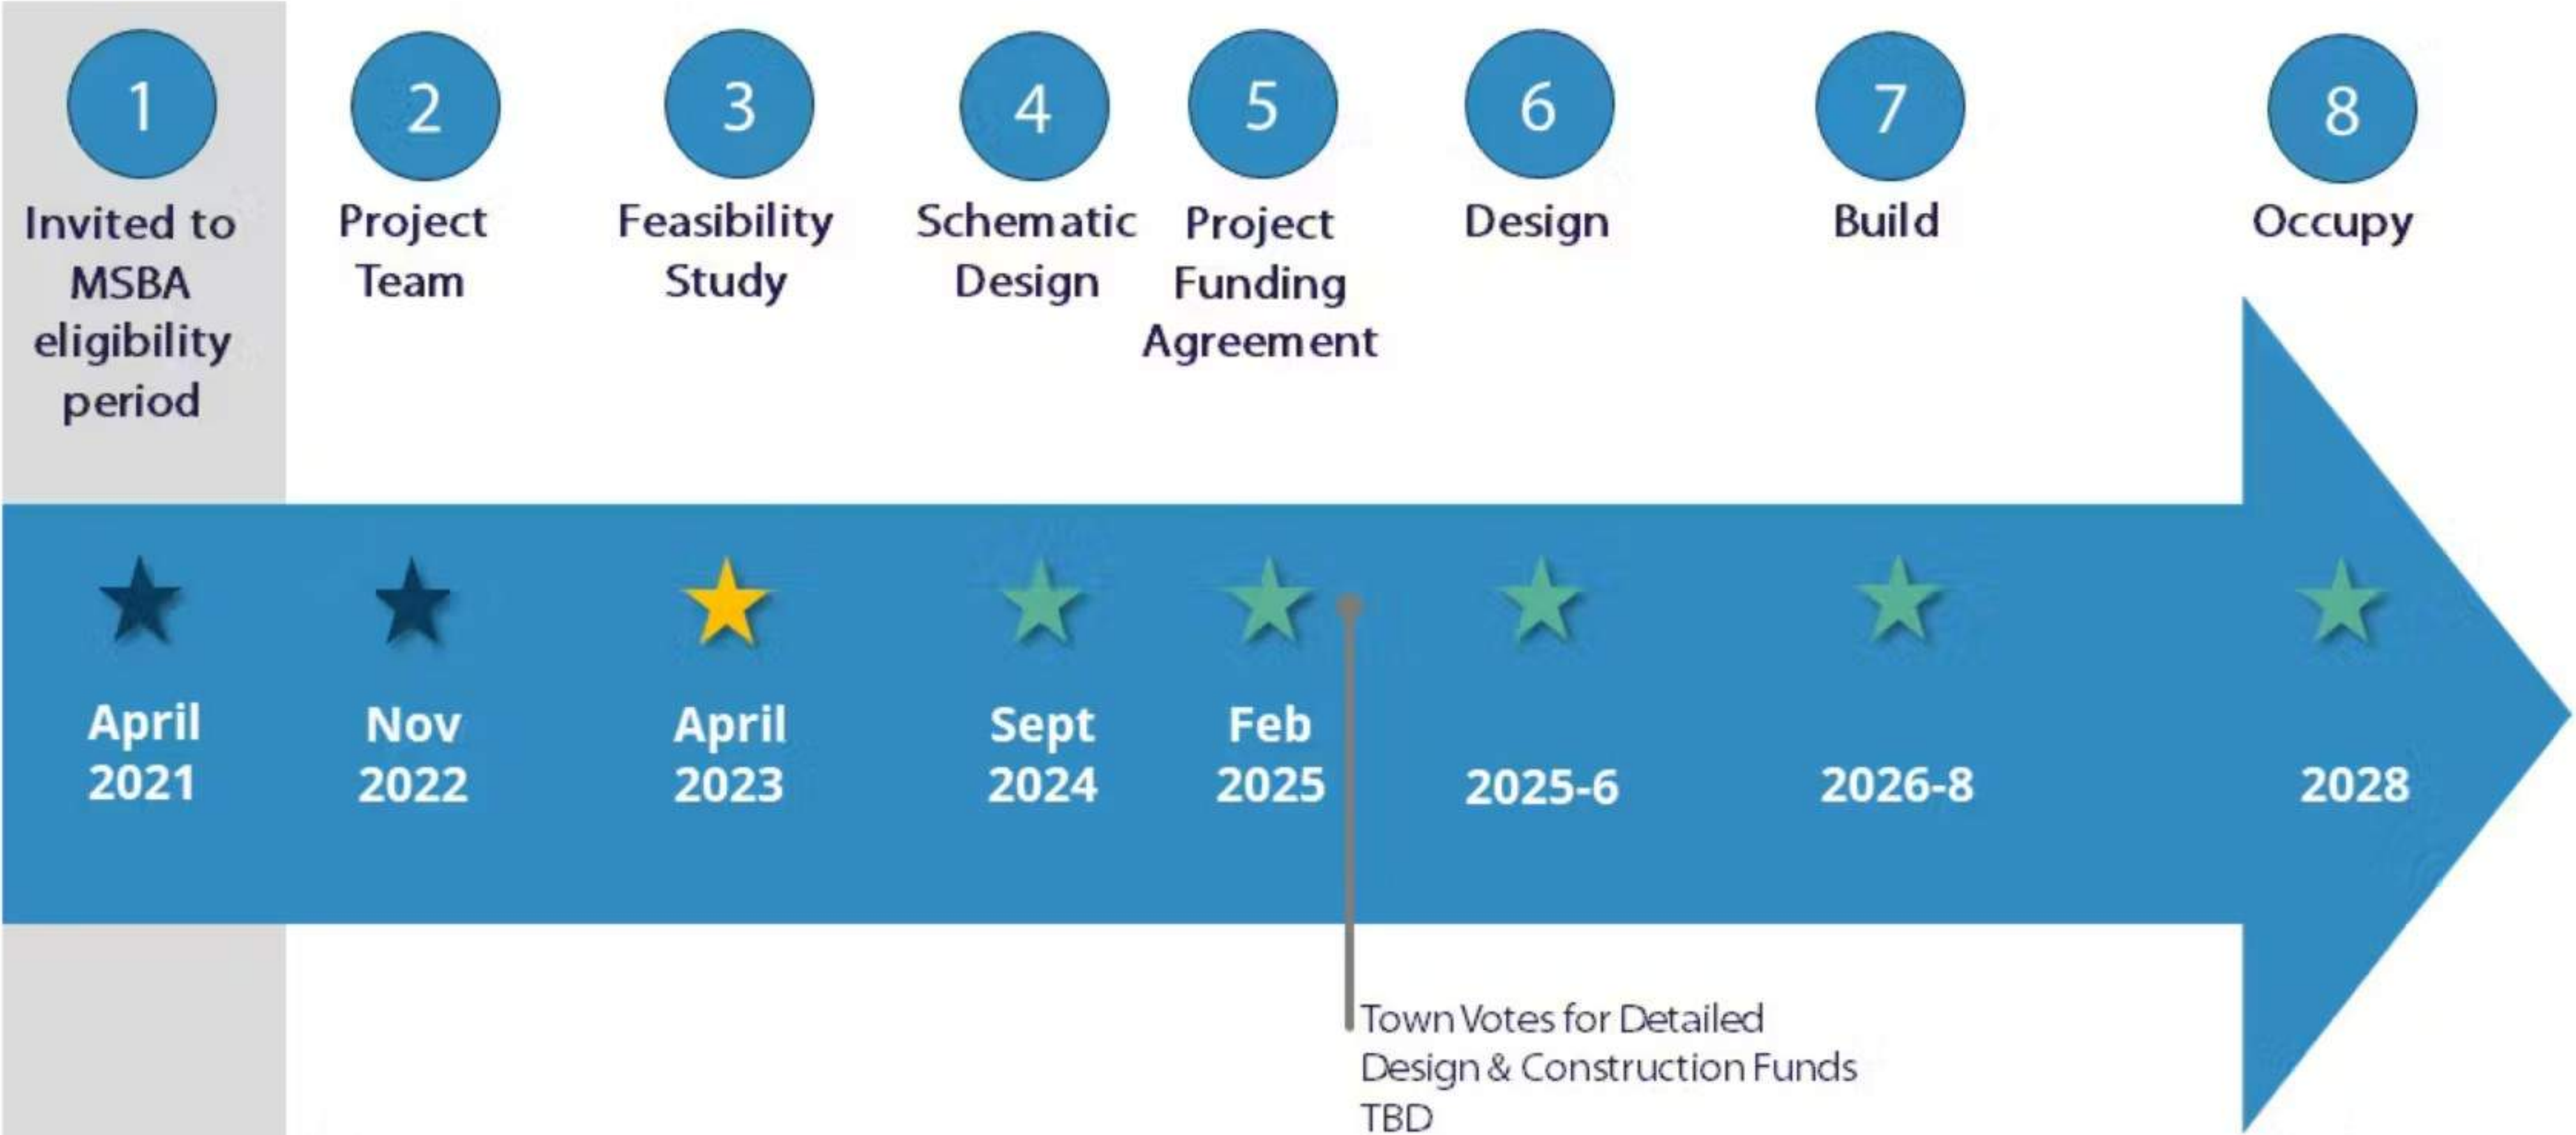 1
Invited to
MSBA
eligibility
period
2
Project
Team
3
Feasibility
Study
4
Schematic
Design
5
Project
Funding
Agreement
6
Design
7
Build
8
Occupy
April
2021
Nov
2022
April
2023
Sept
2024
Feb
2025
2025-6
2026-8
2028
Town Votes for Detailed
Design & Construction Funds
TBD